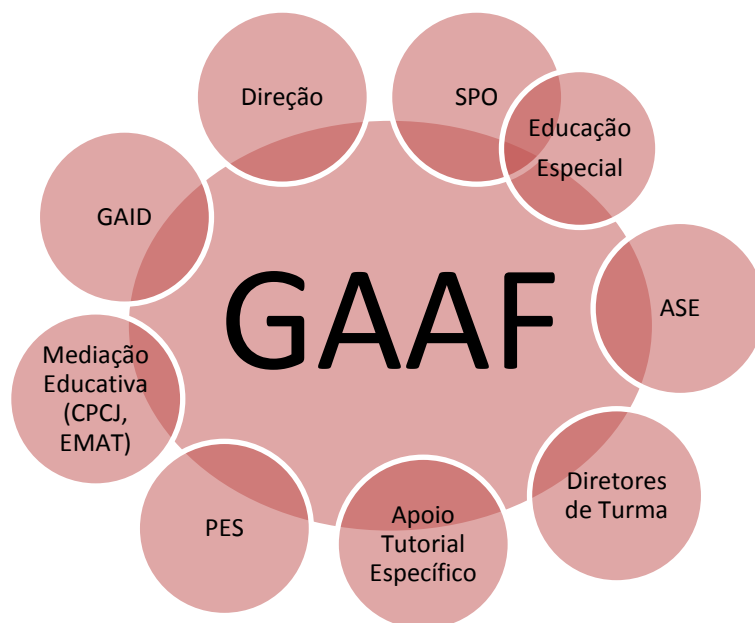 Direção
SPO
Educação
Especial
GAID
GAAF
ASE
Mediação
Educativa
(CPCJ,
EMAT)
Diretores
de Turma
PES
Apoio
Tutorial
Específico